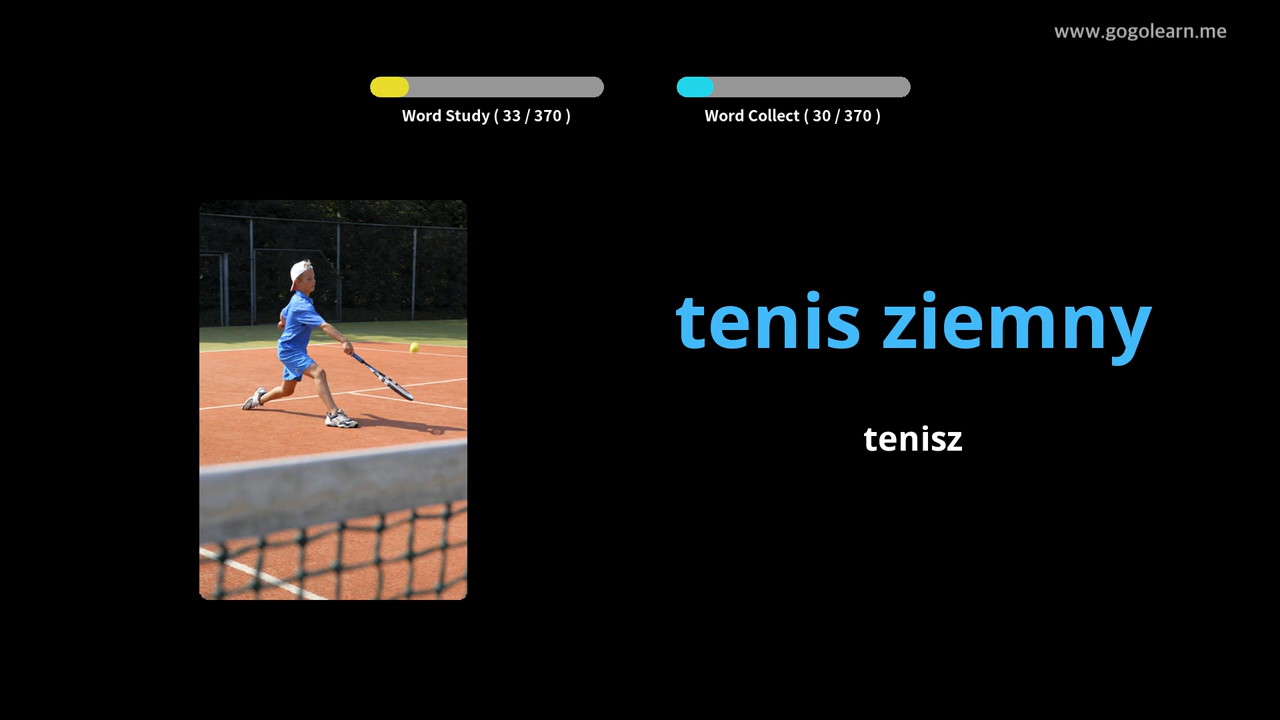 www.gogolearn.me
Word Study ( 33 / 370 )
Word Collect ( 30 / 370 )
tenis ziemny
tenisz